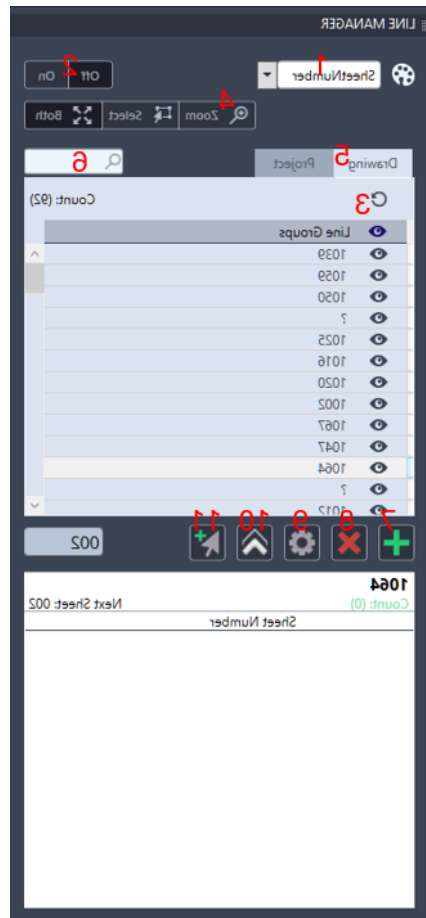 LINE MANAGER
SheetNumber 1
Off 2 On
Zoom 4 Select Both
Drawing 5 Project 6
3 Count: (92)
Line Groups
1039
1059
1050
?
1025
1016
1020
1002
1067
1047
1064
?
1012
7 8 9 10 11 002
1064
Count: (0) Next Sheet: 002
Sheet Number